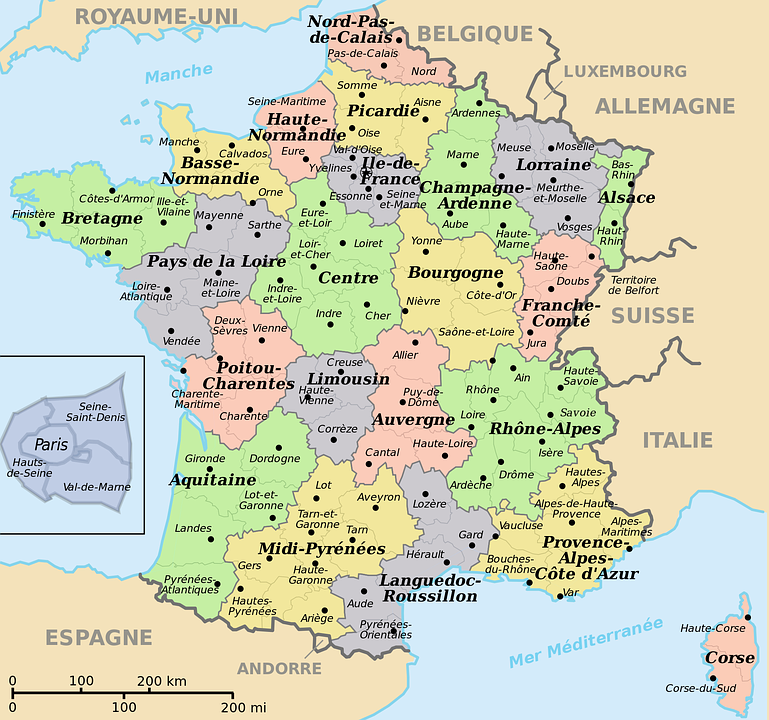 ROYAUME-UNI
Nord-Pas-
de-Calais
BELGIQUE
Pas-de-Calais
Nord
LUXEMBOURG
Manche
ALLEMAGNE
Somme
Aisne
Picardie
Oise
Seine-Maritime
Haute-
Normandie
Eure
Ardennes
Manche
Calvados
Basse-
Normandie
Orne
Val-d'Oise
Yvelines
Ile-de-
France
Essonne
Seine-
et-Marne
Marne
Champagne-
Ardenne
Aube
Haute-
Marne
Meuse
Moselle
Lorraine
Meurthe-
et-Moselle
Vosges
Bas-
Rhin
Alsace
Haut-
Rhin
Finistère
Côtes-d'Armor
Ille-et-
Vilaine
Bretagne
Morbihan
Mayenne
Sarthe
Pays de la Loire
Loire-
Atlantique
Maine-
et-Loire
Vendée
Eure-
et-Loir
Loir-
et-Cher
Loiret
Centre
Indre-
et-Loire
Indre
Cher
Yonne
Bourgogne
Côte-d'Or
Nièvre
Saône-et-Loire
Haute-
Saône
Doubs
Franche-
Comté
Jura
Territoire
de Belfort
SUISSE
Deux-
Sèvres
Vienne
Poitou-
Charentes
Charente-
Maritime
Charente
Creuse
Limousin
Haute-
Vienne
Corrèze
Allier
Puy-de-
Dôme
Auvergne
Cantal
Haute-Loire
Ain
Haute-
Savoie
Rhône
Loire
Savoie
Rhône-Alpes
Isère
Drôme
Ardèche
ITALIE
Seine-
Saint-Denis
Paris
Hauts-
de-Seine
Val-de-Marne
Gironde
Dordogne
Aquitaine
Lot-et-
Garonne
Landes
Pyrénées-
Atlantiques
Lot
Aveyron
Tarn-et-
Garonne
Tarn
Midi-Pyrénées
Gers
Haute-
Garonne
Hautes-
Pyrénées
Ariège
Lozère
Gard
Hérault
Languedoc-
Roussillon
Aude
Pyrénées-
Orientales
Hautes-
Alpes
Alpes-de-Haute-
Provence
Vaucluse
Alpes-
Maritimes
Provence-
Alpes-
Côte d'Azur
Bouches-
du-Rhône
Var
ESPAGNE
ANDORRE
Mer Méditerranée
Haute-Corse
Corse
Corse-du-Sud
0 100 200 km
0 100 200 mi